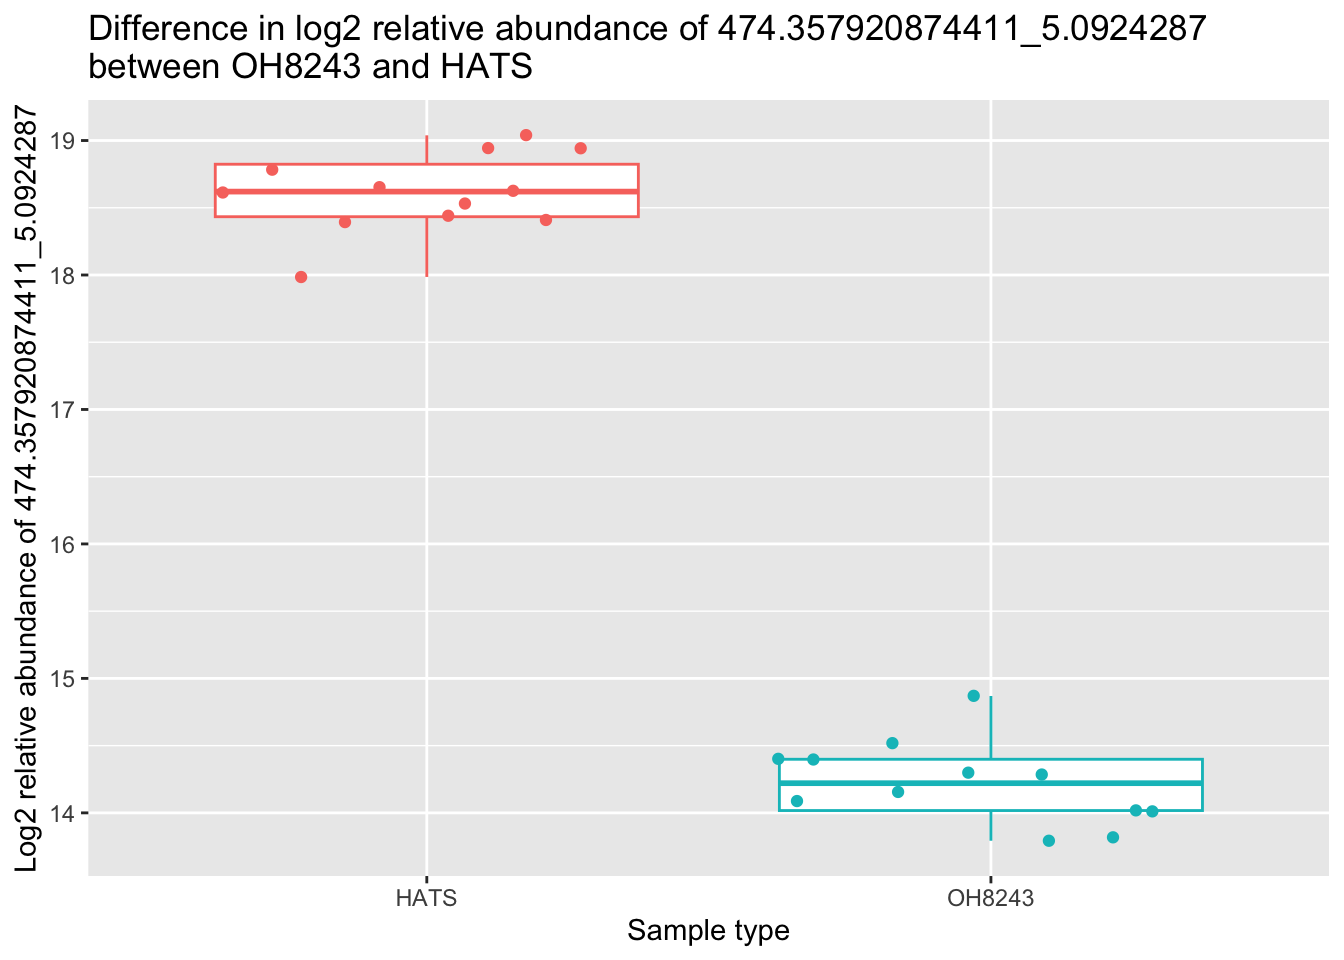 Difference in log2 relative abundance of 474.357920874411_5.0924287
between OH8243 and HATS
Log2 relative abundance of 474.357920874411_5.0924287
19
18
17
16
15
14
HATS
OH8243
Sample type